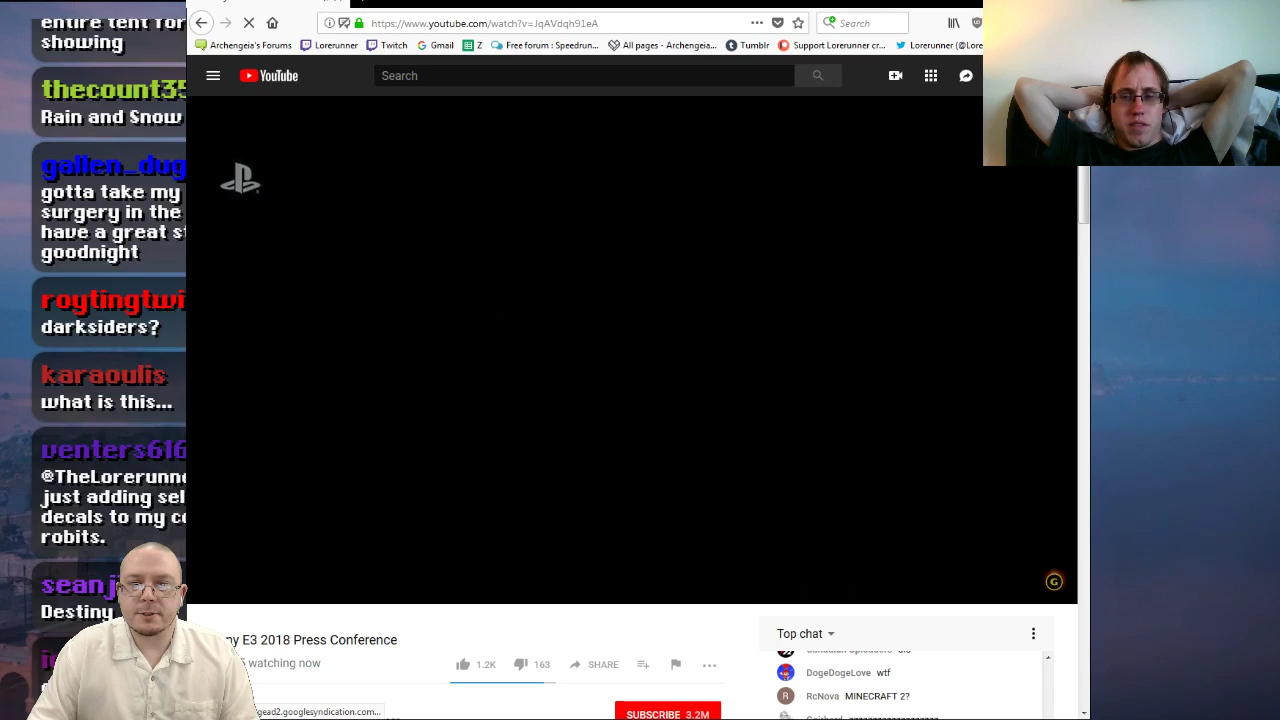 entire tent for
showing
thecount35
Rain and Snow
gallen_dug
gotta take my
surgery in the
have a great st
goodnight
roytingtwi
darksiders?
karaoulis
what is this...
venters616
@TheLorerunne
just adding sel
decals to my co
robits.
seanj
Destiny
https://www.youtube.com/watch?v=JqAVdqh91eA
Search
Archengeia's Forums
Lorerunner
Twitch
Gmail
Z
Free forum : Speedrun...
All pages - Archengeia...
Tumblr
Support Lorerunner cr...
Lorerunner (@Lore
YouTube
Search
G
ny E3 2018 Press Conference
watching now
1.2K
163
SHARE
gead2.googlesyndication.com...
SUBSCRIBE 3.2M
Top chat
DogeDogeLove wtf
RcNova MINECRAFT 2?